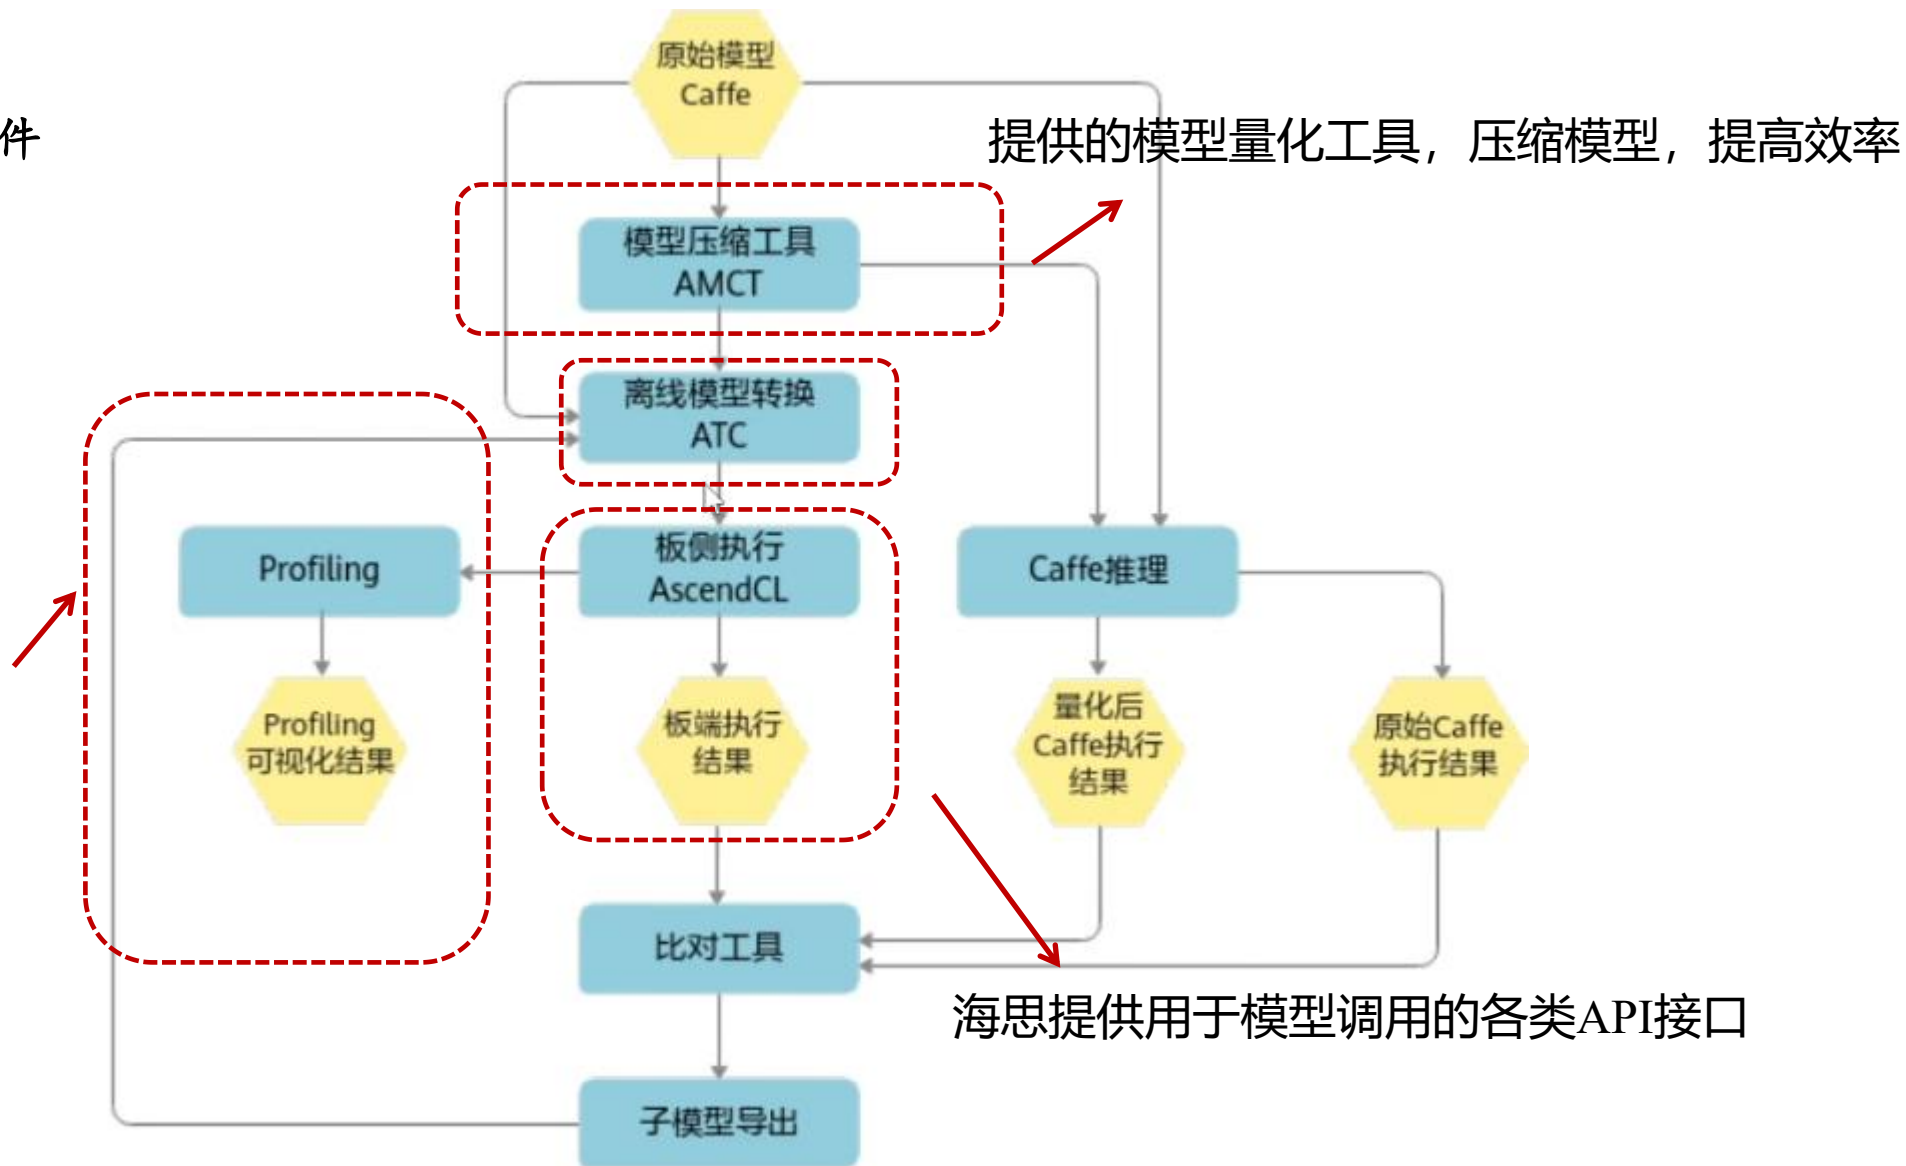 原始模型
Caffe
件
提供的模型量化工具，压缩模型，提高效率
模型压缩工具
AMCT
离线模型转换
ATC
Profiling
板侧执行
AscendCL
Caffe推理
Profiling
可视化结果
板端执行
结果
量化后
Caffe执行
结果
原始Caffe
执行结果
比对工具
海思提供用于模型调用的各类API接口
子模型导出